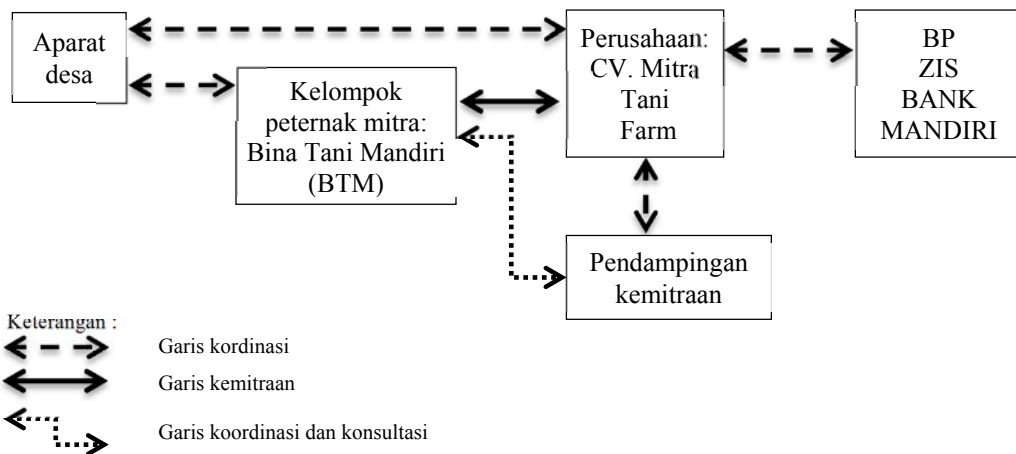 Aparat
desa
Kelompok
peternak mitra:
Bina Tani Mandiri
(BTM)
Perusahaan:
CV. Mitra
Tani
Farm
BP
ZIS
BANK
MANDIRI
Pendampingan
kemitraan
Keterangan :
Garis kordinasi
Garis kemitraan
Garis koordinasi dan konsultasi